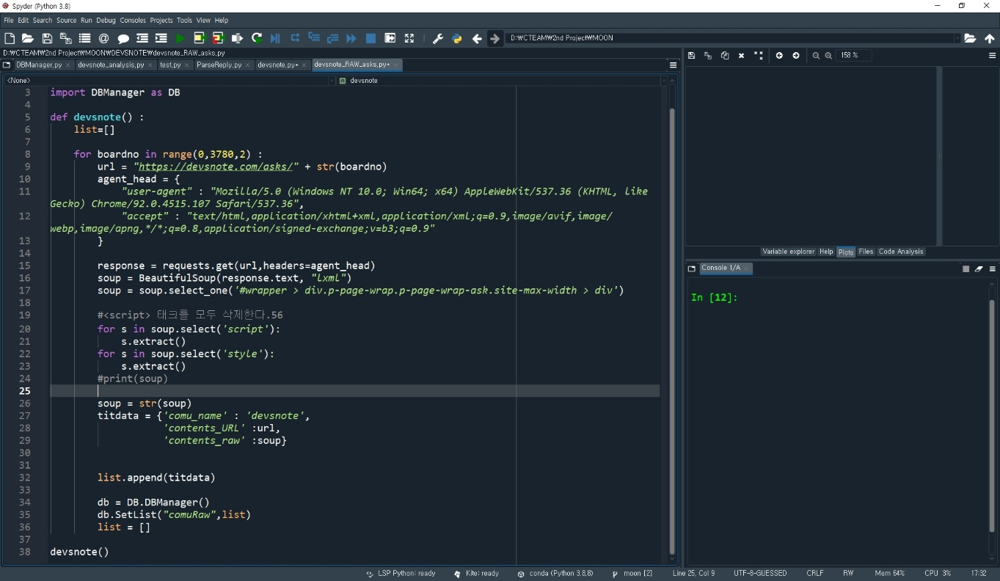 Spyder (Python 3.8)
File Edit Search Source Run Debug Consoles Projects Tools View Help
D:₩CTEAM₩2nd Project₩MOON
D:₩CTEAM₩2nd Project₩MOON₩DEVSNOTE₩devsnote_RAW_asks.py
DBManager.py devsnote_analysis.py test.py ParseReply.py devsnote.py* devsnote_RAW_asks.py*
158 %
<None> devsnote
3 import DBManager as DB
4
5 def devsnote() :
6 list=[]
7
8 for boardno in range(0,3780,2) :
9 url = "https://devsnote.com/asks/" + str(boardno)
10 agent_head = {
11 "user-agent" : "Mozilla/5.0 (Windows NT 10.0; Win64; x64) AppleWebKit/537.36 (KHTML, like
Gecko) Chrome/92.0.4515.107 Safari/537.36",
12 "accept" : "text/html,application/xhtml+xml,application/xml;q=0.9,image/avif,image/
webp,image/apng,*/*;q=0.8,application/signed-exchange;v=b3;q=0.9"
13 }
14
15 response = requests.get(url,headers=agent_head)
16 soup = BeautifulSoup(response.text, "lxml")
17 soup = soup.select_one('#wrapper > div.p-page-wrap.p-page-wrap-ask.site-max-width > div')
18
19 #<script> 태크를 모두 삭제한다.56
20 for s in soup.select('script'):
21 s.extract()
22 for s in soup.select('style'):
23 s.extract()
24 #print(soup)
25
26 soup = str(soup)
27 titdata = {'comu_name' : 'devsnote',
28 'contents_URL' :url,
29 'contents_raw' :soup}
30
31
32 list.append(titdata)
33
34 db = DB.DBManager()
35 db.SetList("comuRaw",list)
36 list = []
37
38 devsnote()
Variable explorer Help Plots Files Code Analysis
Console 1/A
In [12]:
LSP Python: ready Kite: ready conda (Python 3.8.8) moon [2] Line 25, Col 9 UTF-8-GUESSED CRLF RW Mem 64% CPU 3% 17:32